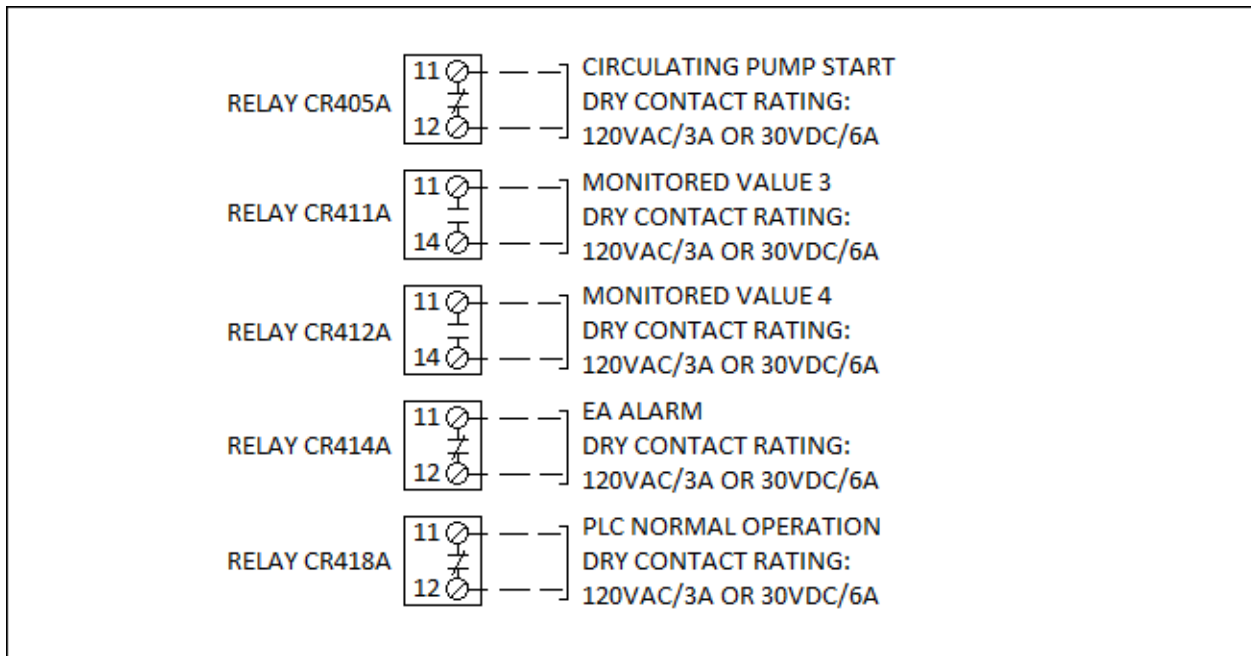 11
CIRCULATING PUMP START
RELAY CR405A
DRY CONTACT RATING:
12
120VAC/3A OR 30VDC/6A
11
MONITORED VALUE 3
RELAY CR411A
DRY CONTACT RATING:
14
120VAC/3A OR 30VDC/6A
11
MONITORED VALUE 4
RELAY CR412A
DRY CONTACT RATING:
14
120VAC/3A OR 30VDC/6A
11
EA ALARM
RELAY CR414A
DRY CONTACT RATING:
12
120VAC/3A OR 30VDC/6A
11
PLC NORMAL OPERATION
RELAY CR418A
DRY CONTACT RATING:
12
120VAC/3A OR 30VDC/6A